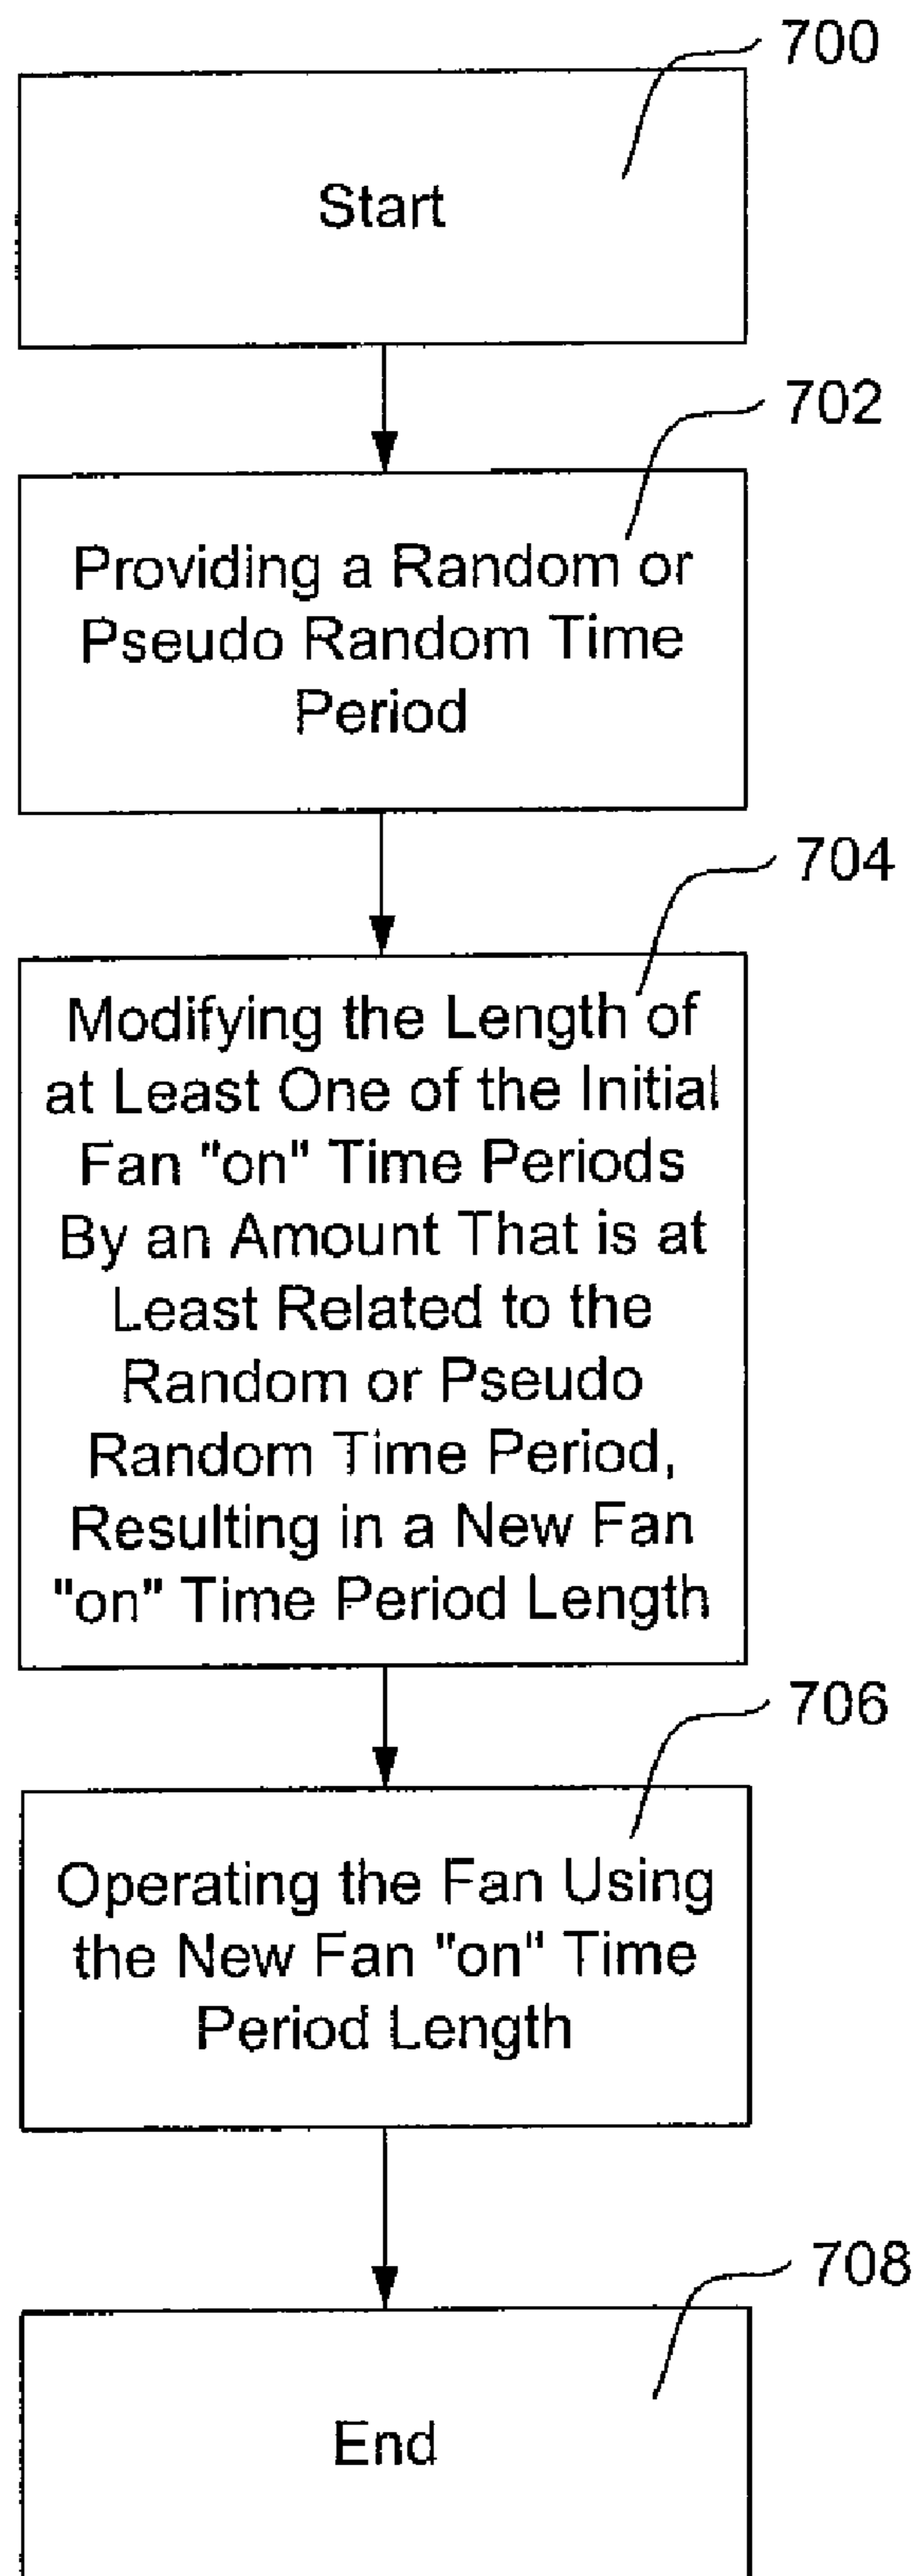 700
Start
702
Providing a Random or
Pseudo Random Time
Period
704
Modifying the Length of
at Least One of the Initial
Fan "on" Time Periods
By an Amount That is at
Least Related to the
Random or Pseudo
Random Time Period,
Resulting in a New Fan
"on" Time Period Length
706
Operating the Fan Using
the New Fan "on" Time
Period Length
708
End